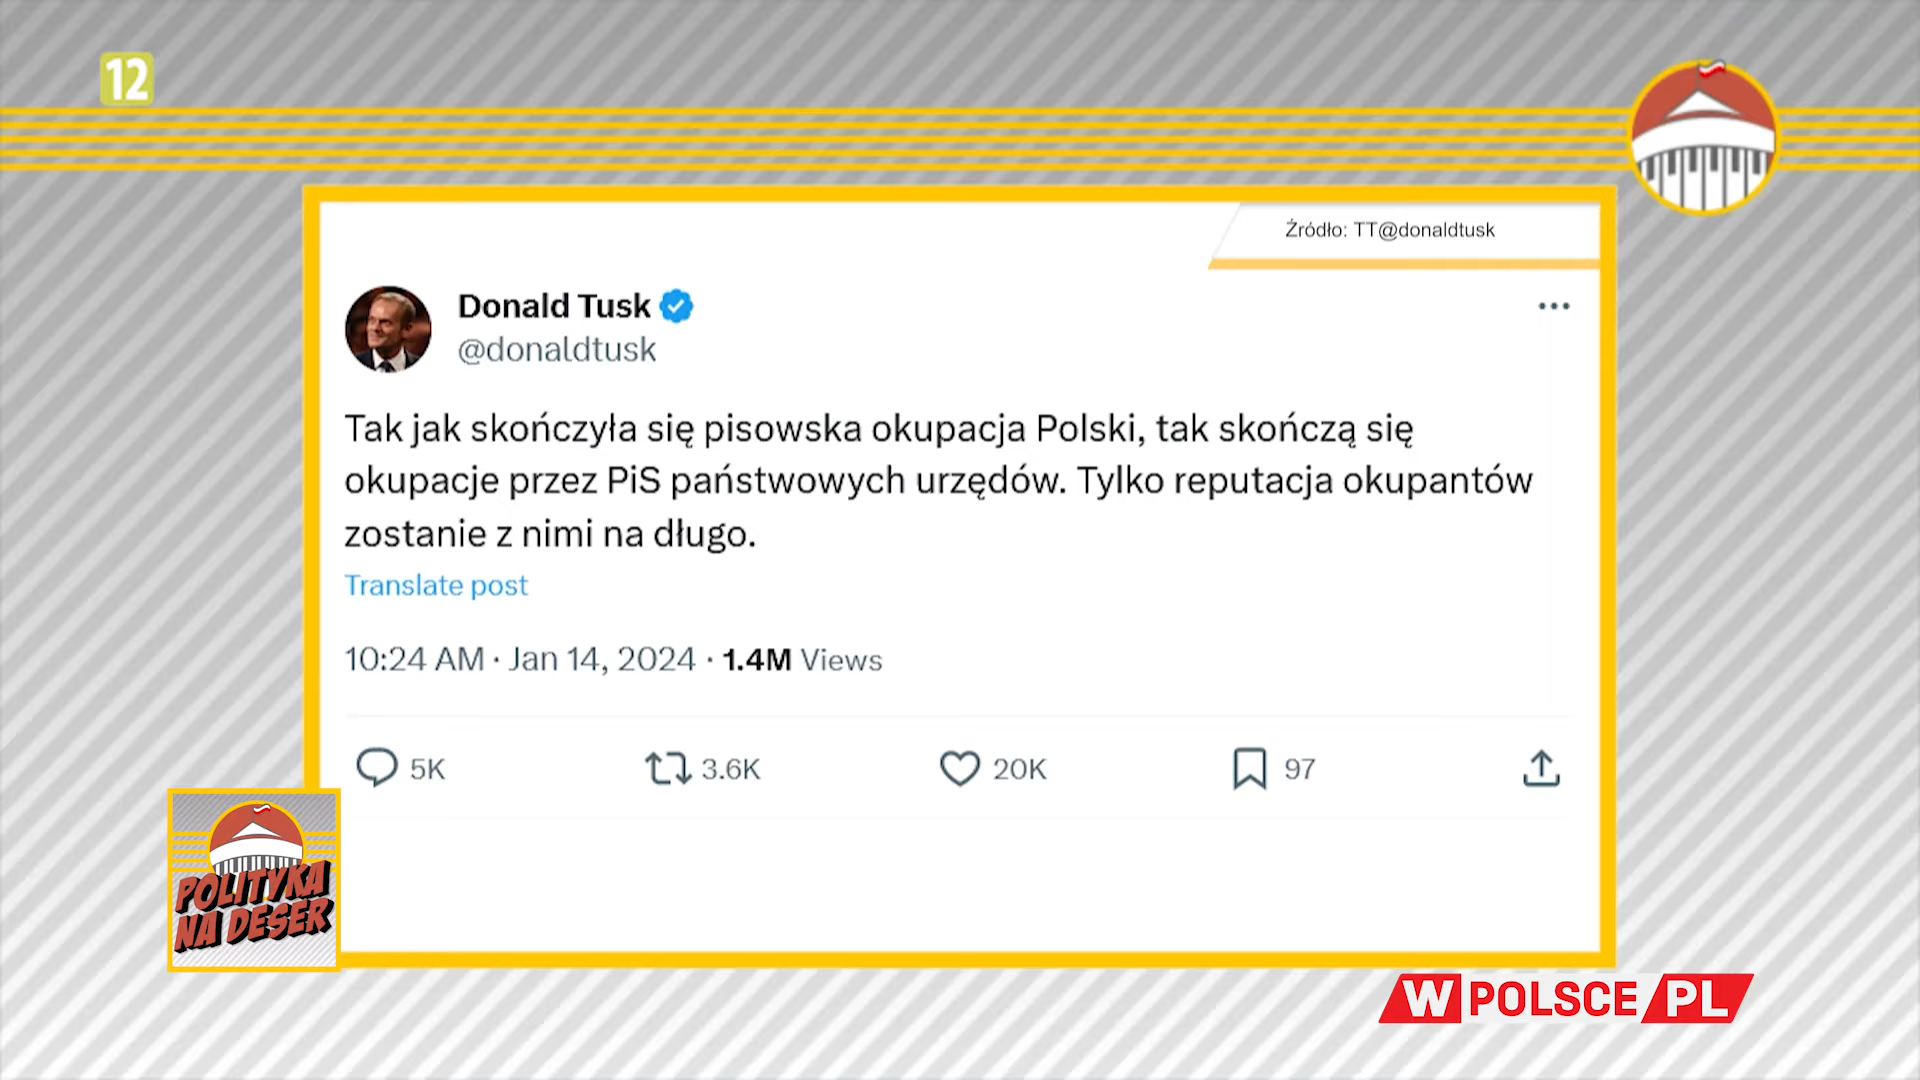 12
Źródło: TT@donaldtusk
Donald Tusk
@donaldtusk
Tak jak skończyła się pisowska okupacja Polski, tak skończą się
okupacje przez PiS państwowych urzędów. Tylko reputacja okupantów
zostanie z nimi na długo.
Translate post
10:24 AM · Jan 14, 2024 · 1.4M Views
5K 3.6K 20K 97
POLITYKA
NA DESER
WPOLSCE PL